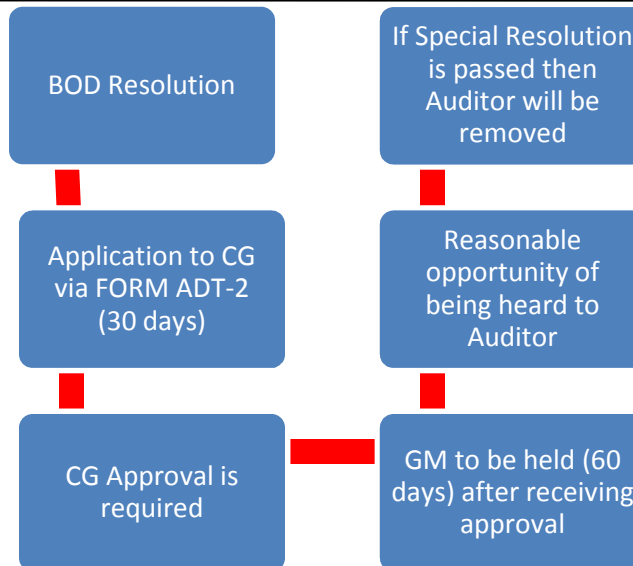 BOD Resolution
Application to CG
via FORM ADT-2
(30 days)
CG Approval is
required
GM to be held (60
days) after receiving
approval
Reasonable
opportunity of
being heard to
Auditor
If Special Resolution
is passed then
Auditor will be
removed